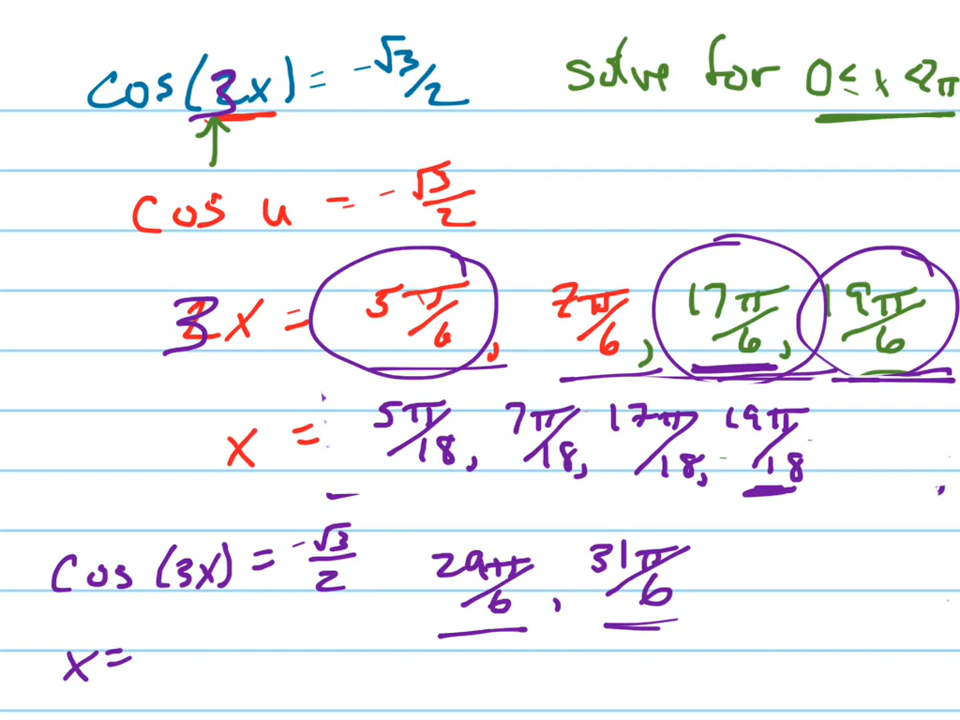 cos(3x) = -√3/2 solve for 0 ≤ x < 2π
cos u = -√3/2
3x = 5π/6, 7π/6, 17π/6, 19π/6
x = 5π/18, 7π/18, 17π/18, 19π/18
cos(3x) = -√3/2 29π/6, 31π/6
x =